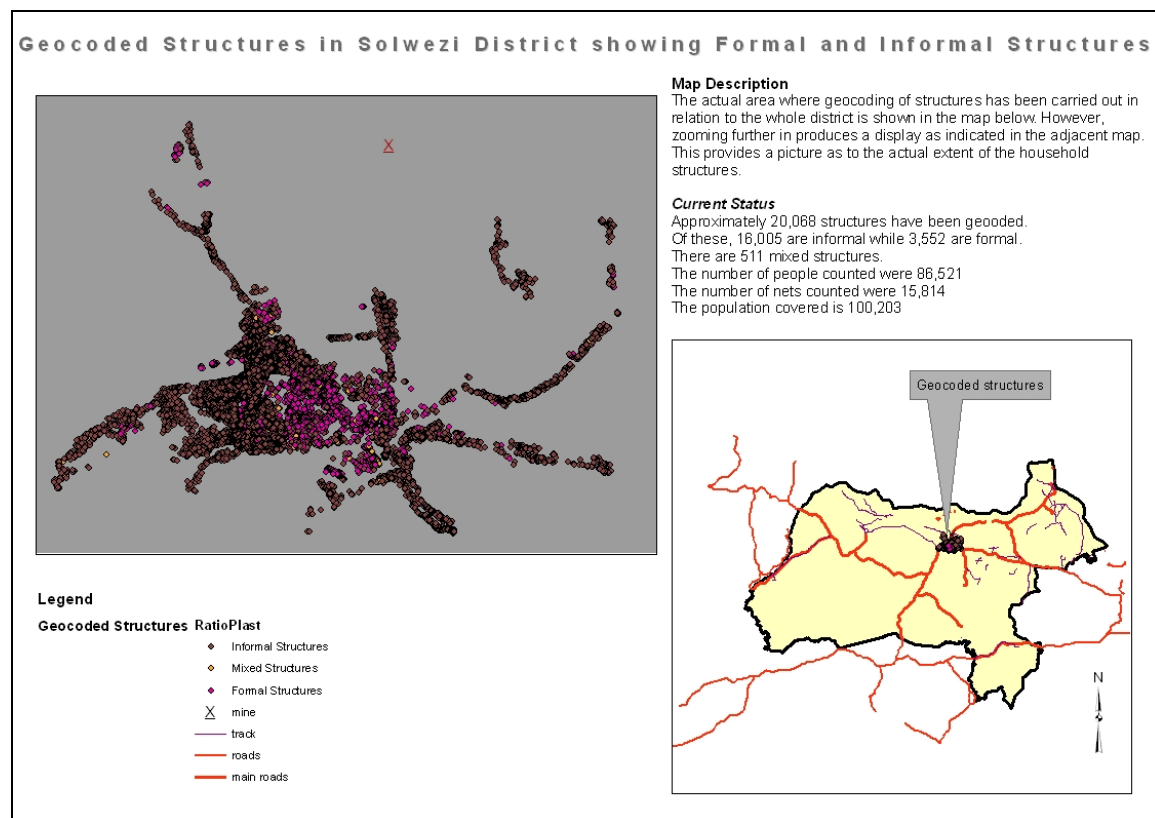 Geocoded Structures in Solwezi District showing Formal and Informal Structures
Map Description
The actual area where geocoding of structures has been carried out in
relation to the whole district is shown in the map below. However,
zooming further in produces a display as indicated in the adjacent map.
This provides a picture as to the actual extent of the household
structures.
Current Status
Approximately 20,068 structures have been geooded.
Of these, 16,005 are informal while 3,552 are formal.
There are 511 mixed structures.
The number of people counted were 86,521
The number of nets counted were 15,814
The population covered is 100,203
X
Geocoded structures
N
Legend
Geocoded Structures RatioPlast
Informal Structures
Mixed Structures
Formal Structures
X mine
track
roads
main roads